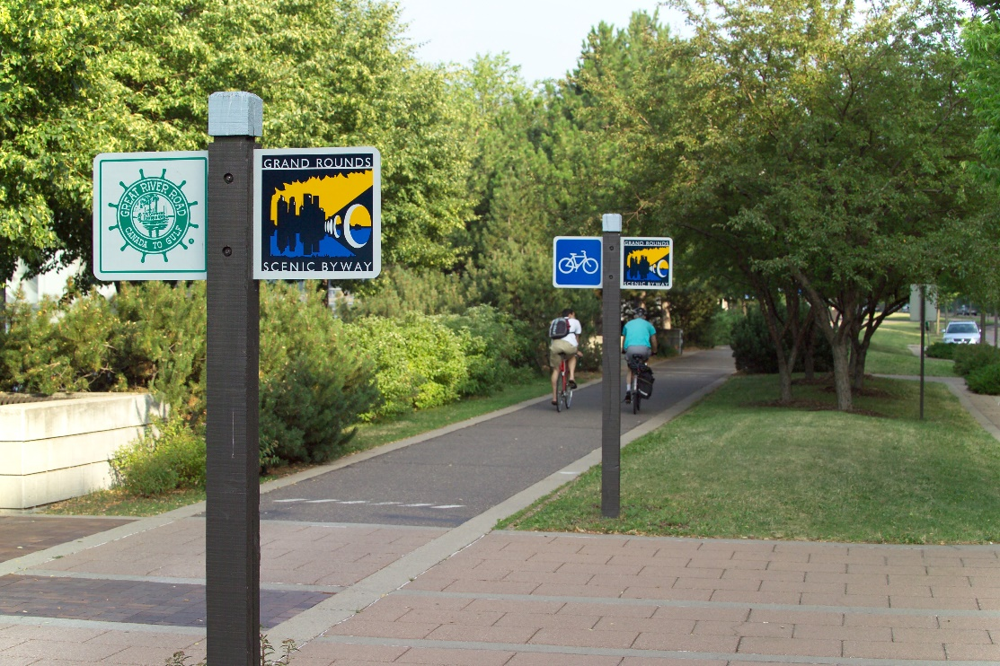 GREAT RIVER ROAD
CANADA TO GULF
GRAND ROUNDS
SCENIC BYWAY
GRAND ROUNDS
SCENIC BYWAY